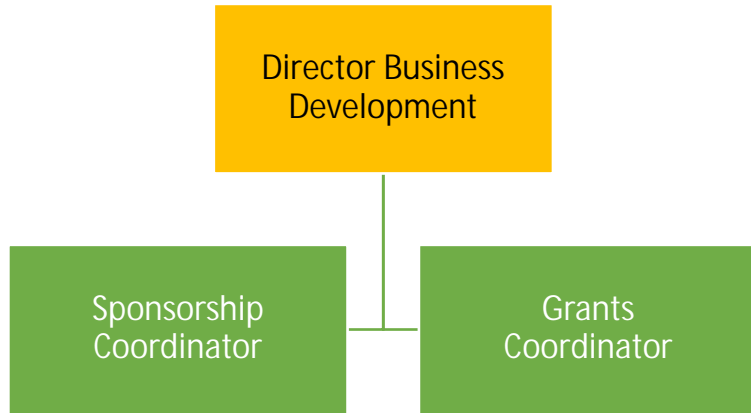 Director Business
Development
Sponsorship
Coordinator
Grants
Coordinator